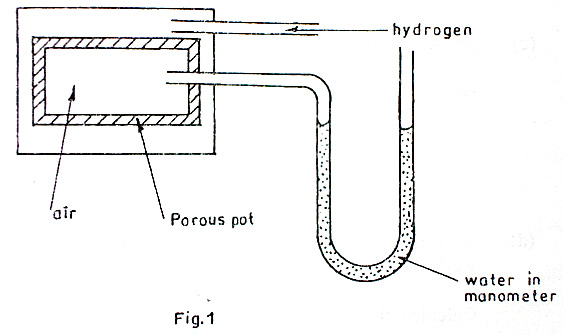 hydrogen
air
Porous pot
water in
manometer
Fig.1